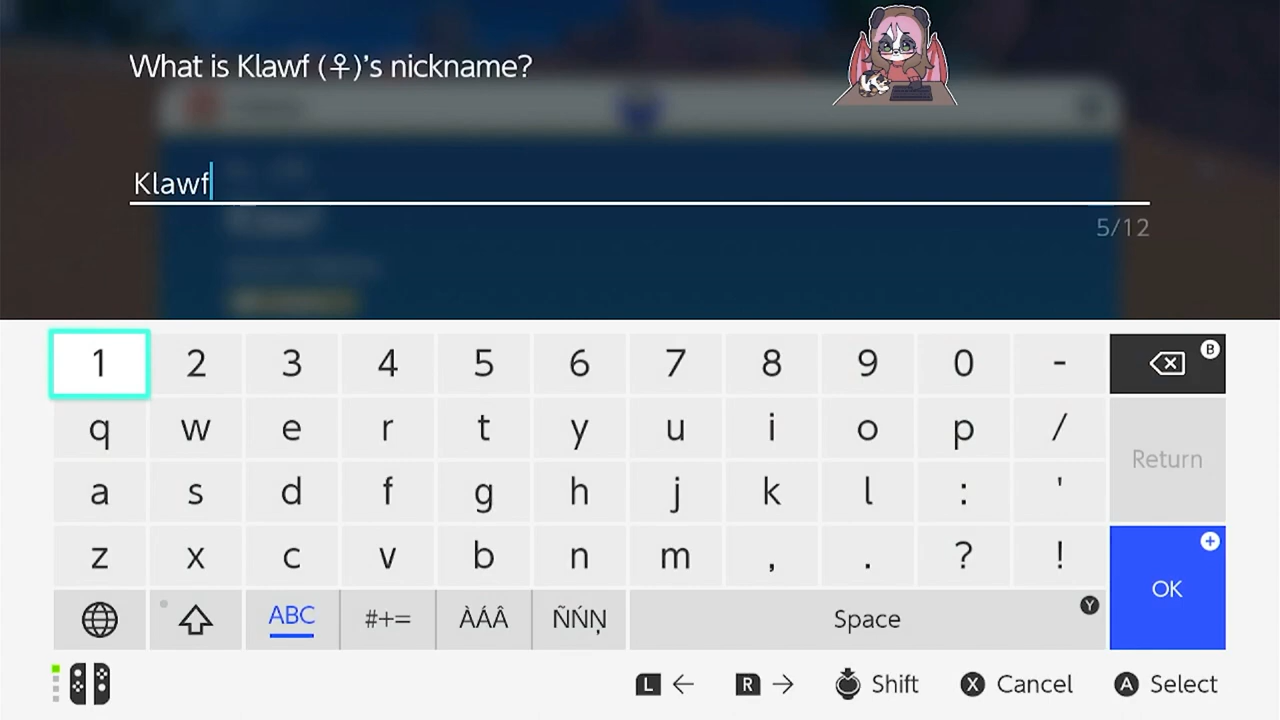 What is Klawf (♀)'s nickname?
Klawf
5/12
1 2 3 4 5 6 7 8 9 0 - B
q w e r t y u i o p /
Return
a s d f g h j k l : '
z x c v b n m , . ? ! +
OK
ABC #+= ÀÁÂ ÑŃŅ Space Y
L ← R → Shift X Cancel A Select